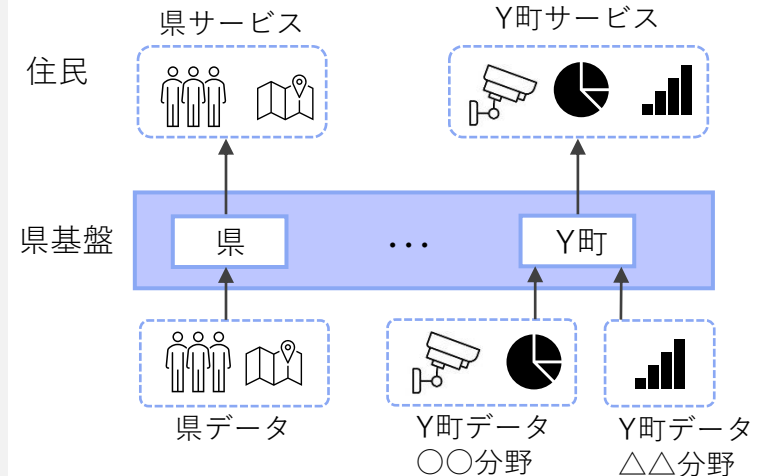 県サービス
Y町サービス
住民
県基盤
県
…
Y町
県データ
Y町データ
○○分野
Y町データ
△△分野